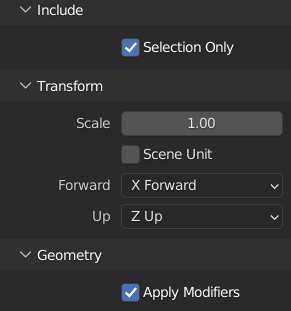 Include
Selection Only
Transform
Scale 1.00
Scene Unit
Forward X Forward
Up Z Up
Geometry
Apply Modifiers